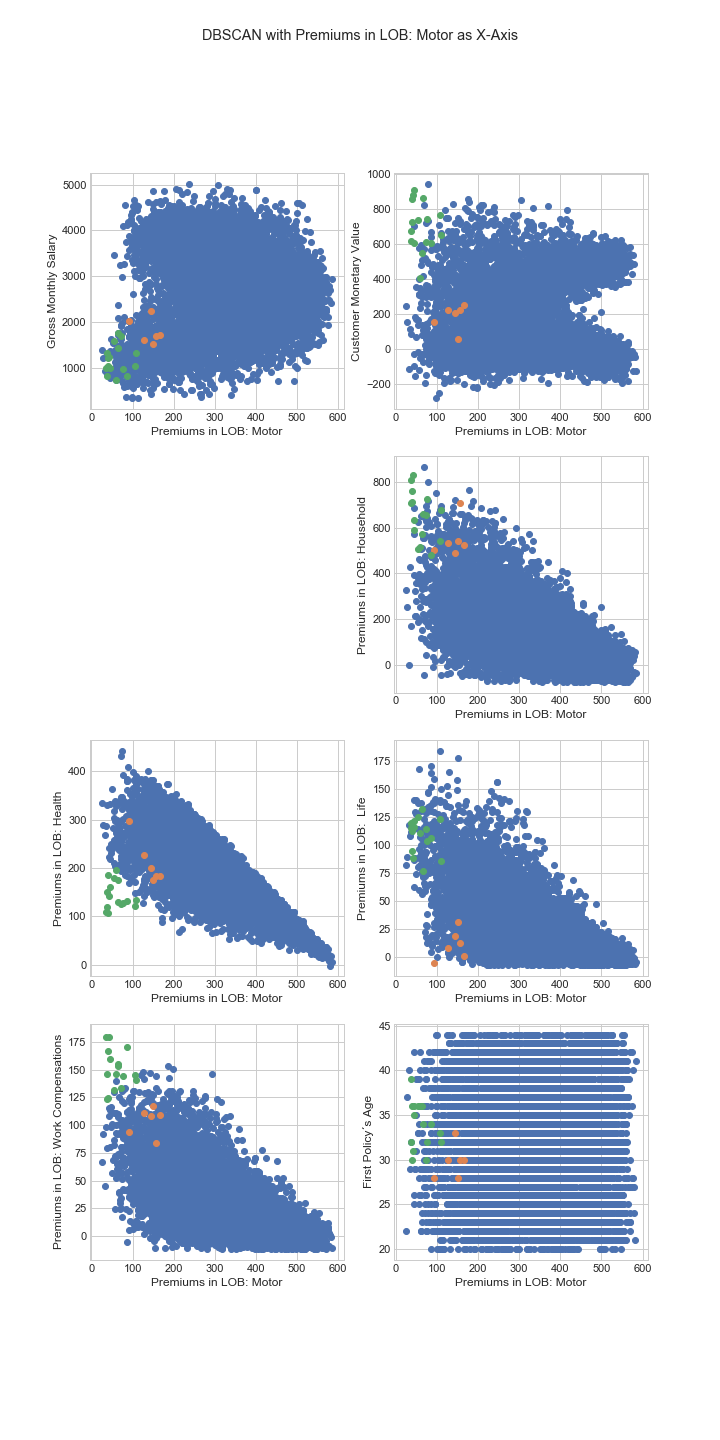 DBSCAN with Premiums in LOB: Motor as X-Axis
5000
4000
3000
2000
1000
Gross Monthly Salary
0 100 200 300 400 500 600
Premiums in LOB: Motor
1000
800
600
400
200
0
−200
Customer Monetary Value
0 100 200 300 400 500 600
Premiums in LOB: Motor
800
600
400
200
0
Premiums in LOB: Household
0 100 200 300 400 500 600
Premiums in LOB: Motor
400
300
200
100
0
Premiums in LOB: Health
0 100 200 300 400 500 600
Premiums in LOB: Motor
175
150
125
100
75
50
25
0
Premiums in LOB:  Life
0 100 200 300 400 500 600
Premiums in LOB: Motor
175
150
125
100
75
50
25
0
Premiums in LOB: Work Compensations
0 100 200 300 400 500 600
Premiums in LOB: Motor
45
40
35
30
25
20
First Policy´s Age
0 100 200 300 400 500 600
Premiums in LOB: Motor